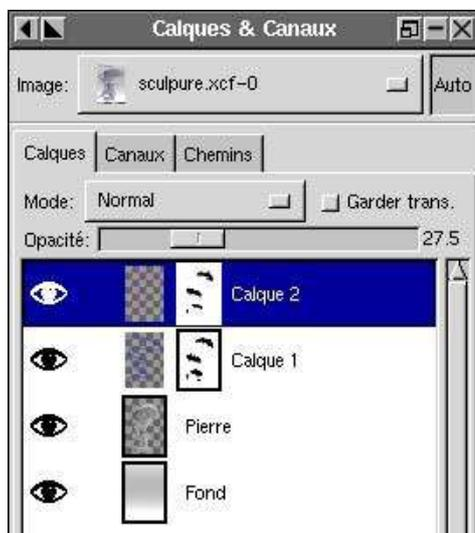 Calques & Canaux
Image: sculpure.xcf-0 Auto
Calques Canaux Chemins
Mode: Normal Garder trans.
Opacité: 27.5
Calque 2
Calque 1
Pierre
Fond